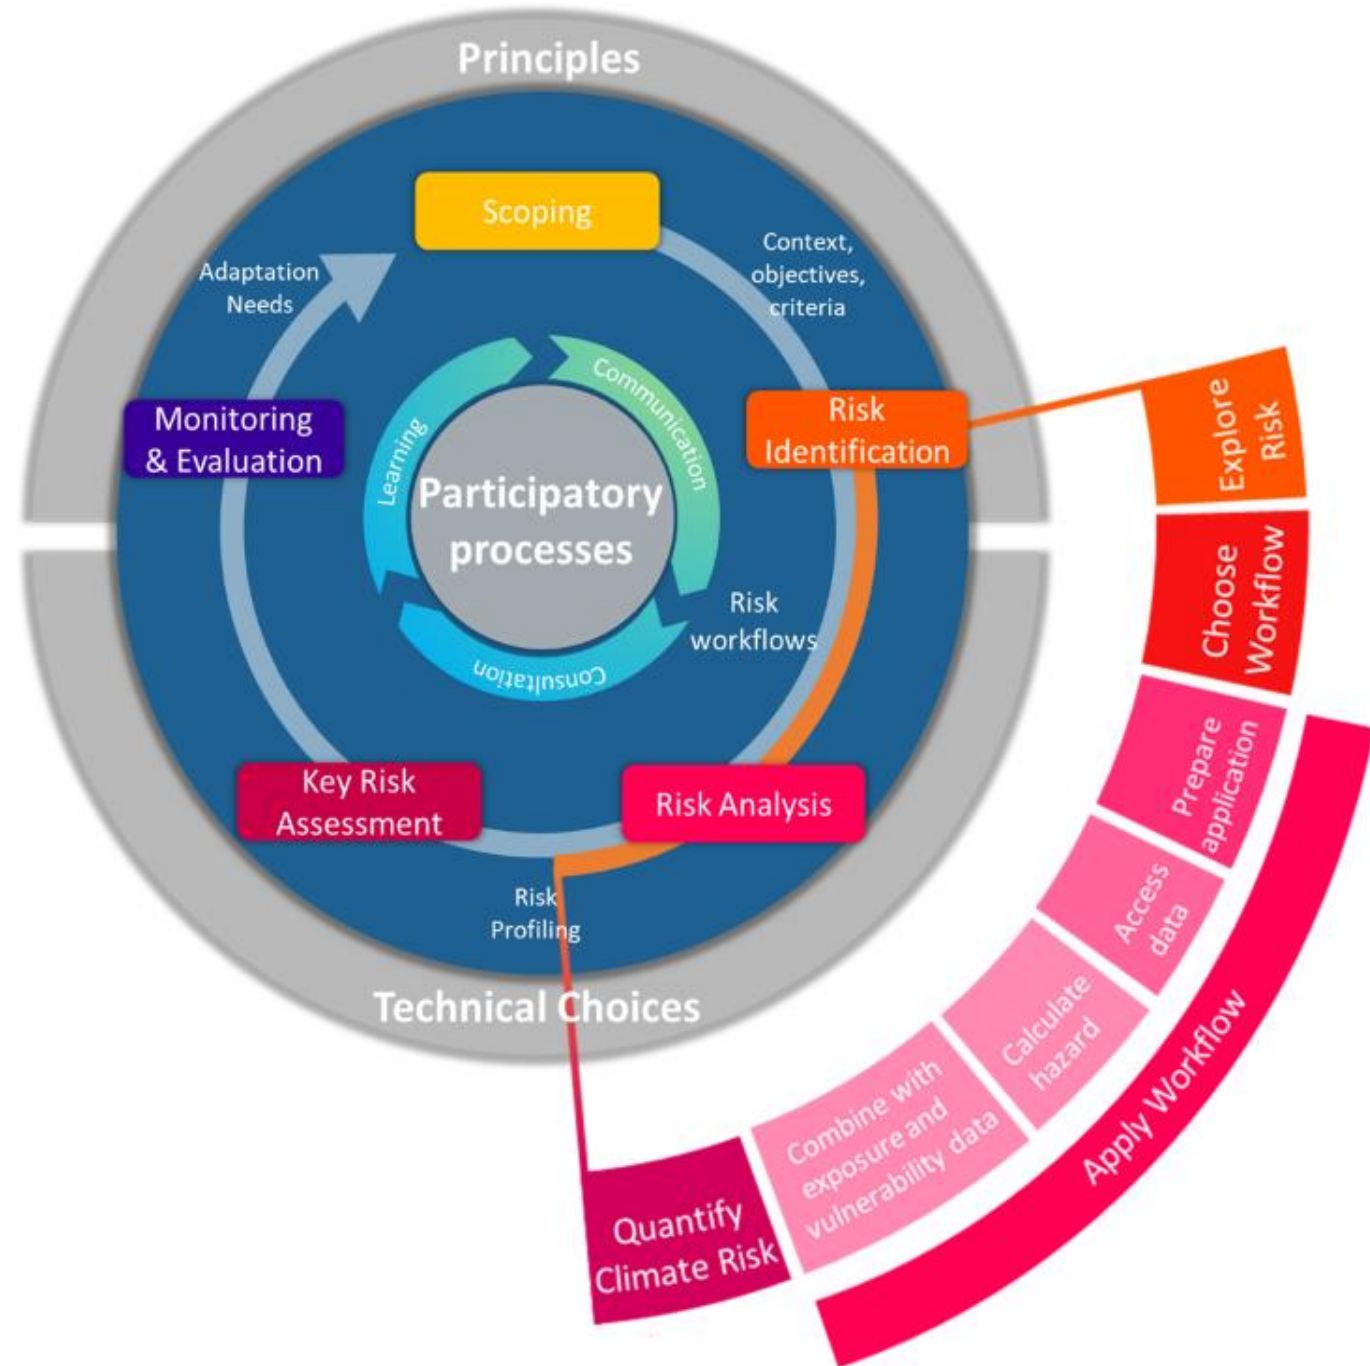 Principles
Scoping
Context,
objectives,
criteria
Adaptation
Needs
Risk
Identification
Monitoring
& Evaluation
Communication
Learning
Consultation
Participatory
processes
Risk
workflows
Key Risk
Assessment
Risk Analysis
Risk
Profiling
Technical Choices
Explore
Risk
Choose
Workflow
Prepare
application
Access
data
Calculate
hazard
Combine with
exposure and
vulnerability data
Quantify
Climate Risk
Apply Workflow